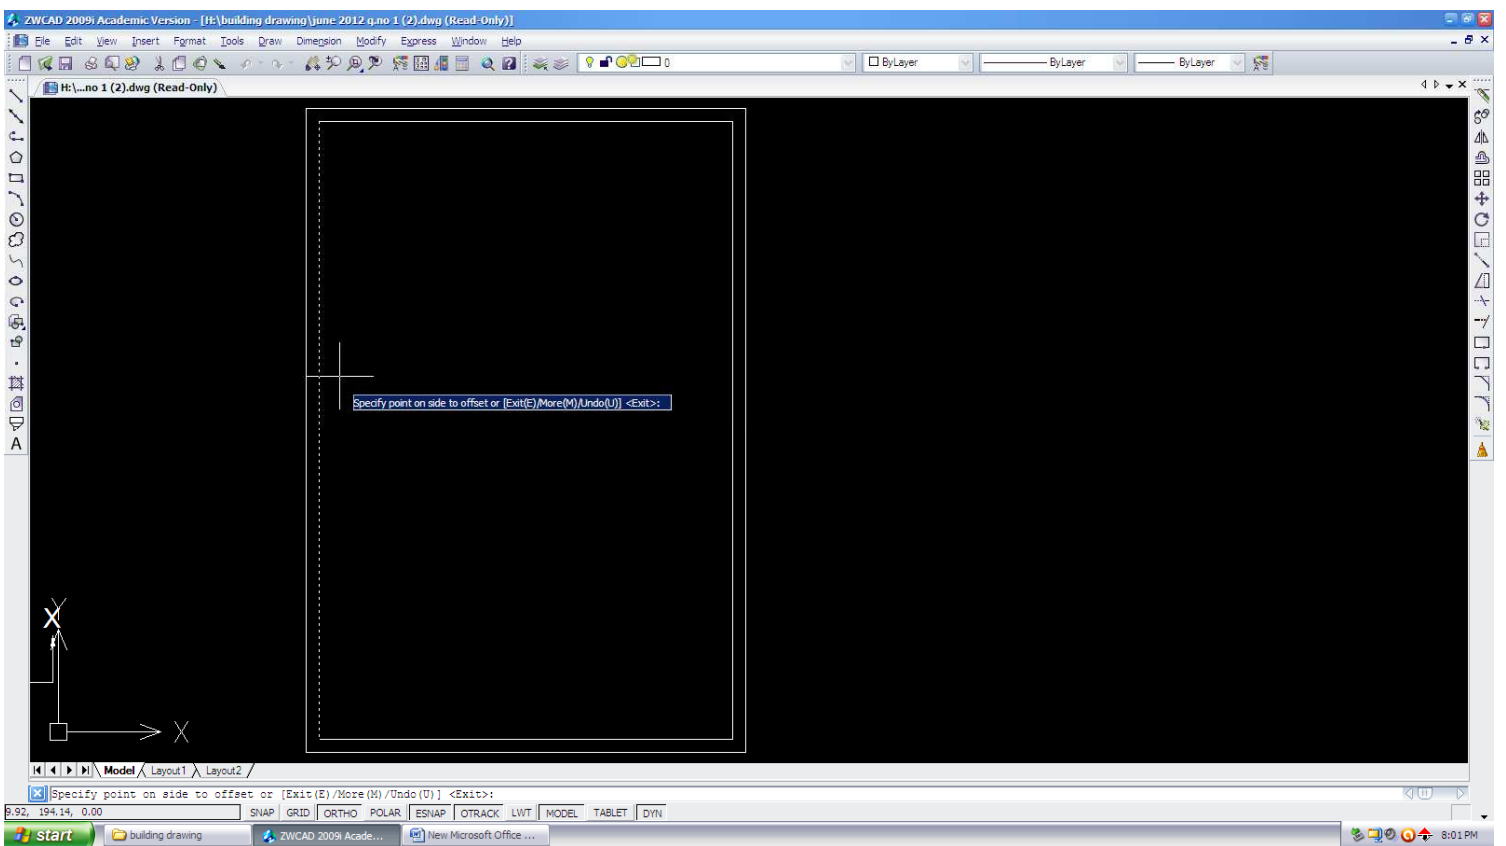 ZWCAD 2009i Academic Version - [H:\building drawing\june 2012 q.no 1 (2).dwg (Read-Only)]
File Edit View Insert Format Tools Draw Dimension Modify Express Window Help
0 ByLayer ByLayer ByLayer
H:\...no 1 (2).dwg (Read-Only)
A
Specify point on side to offset or [Exit(E)/More(M)/Undo(U)] <Exit>:
Y
X
X
Model Layout1 Layout2
Specify point on side to offset or [Exit(E)/More(M)/Undo(U)] <Exit>:
9.92, 194.14, 0.00 SNAP GRID ORTHO POLAR ESNAP OTRACK LWT MODEL TABLET DYN
start building drawing ZWCAD 2009i Acade... New Microsoft Office ... 8:01 PM